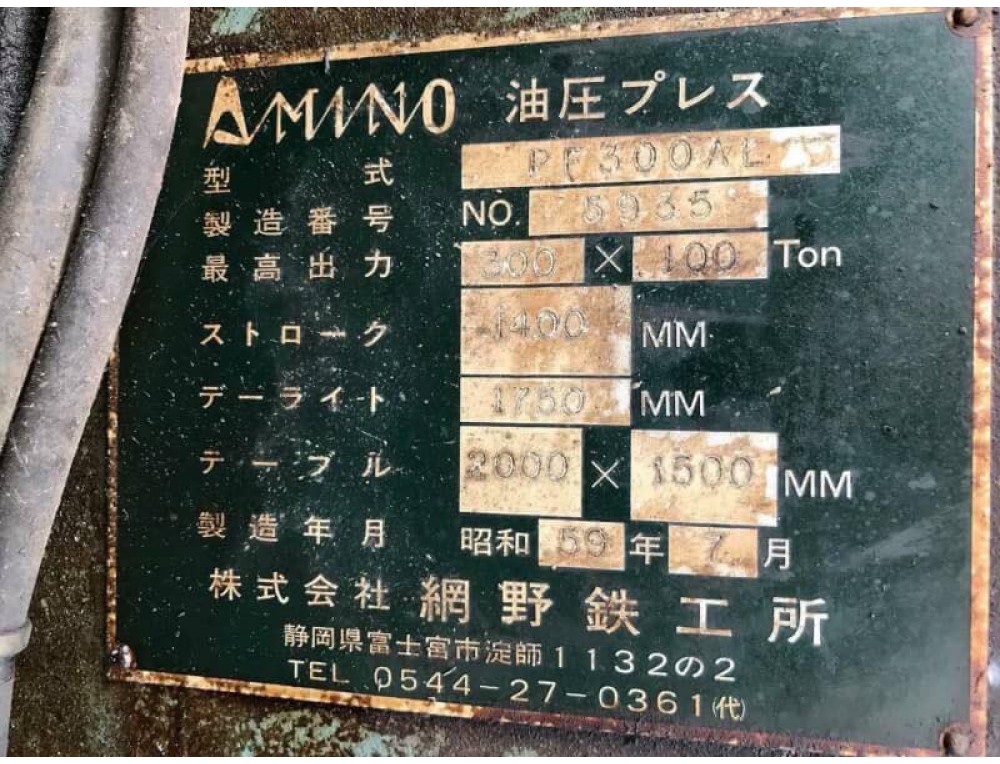 AMINO 油圧プレス
型式 PF300AL
製造番号 NO. 5935
最高出力 300 × 100 Ton
ストローク 1400 MM
デーライト 1750 MM
テーブル 2000 × 1500 MM
製造年月 昭和 59 年 7 月
株式会社 網野鉄工所
静岡県富士宮市淀師1132の2
TEL 0544-27-0361(代)